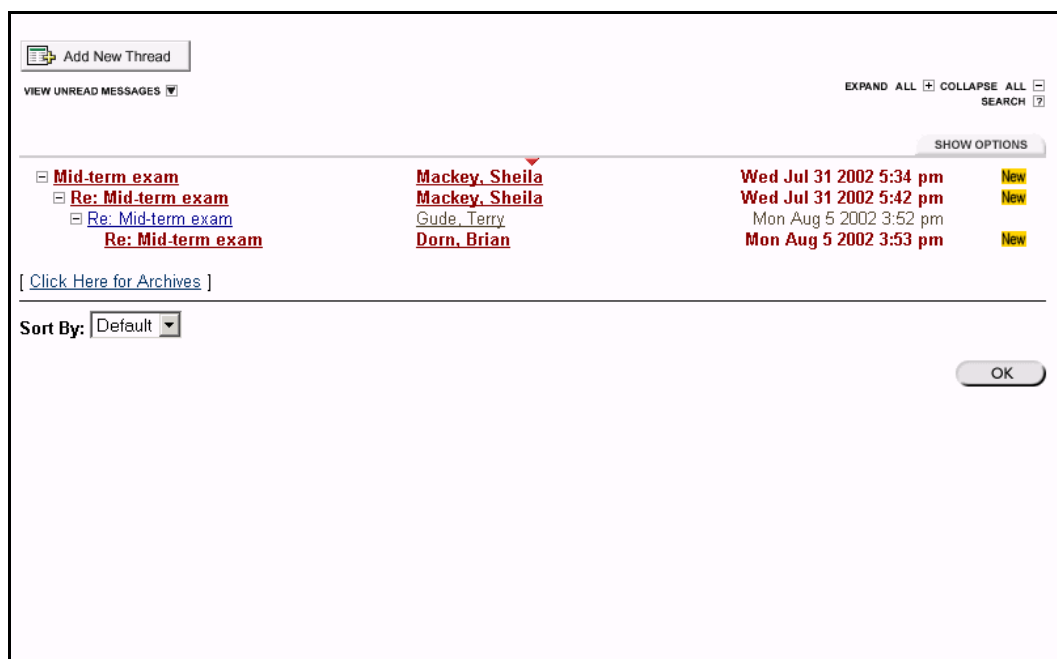 Add New Thread
VIEW UNREAD MESSAGES
EXPAND ALL + COLLAPSE ALL -
SEARCH ?
SHOW OPTIONS
Mid-term exam Mackey, Sheila Wed Jul 31 2002 5:34 pm New
Re: Mid-term exam Mackey, Sheila Wed Jul 31 2002 5:42 pm New
Re: Mid-term exam Gude, Terry Mon Aug 5 2002 3:52 pm
Re: Mid-term exam Dorn, Brian Mon Aug 5 2002 3:53 pm New
[ Click Here for Archives ]
Sort By: Default
OK